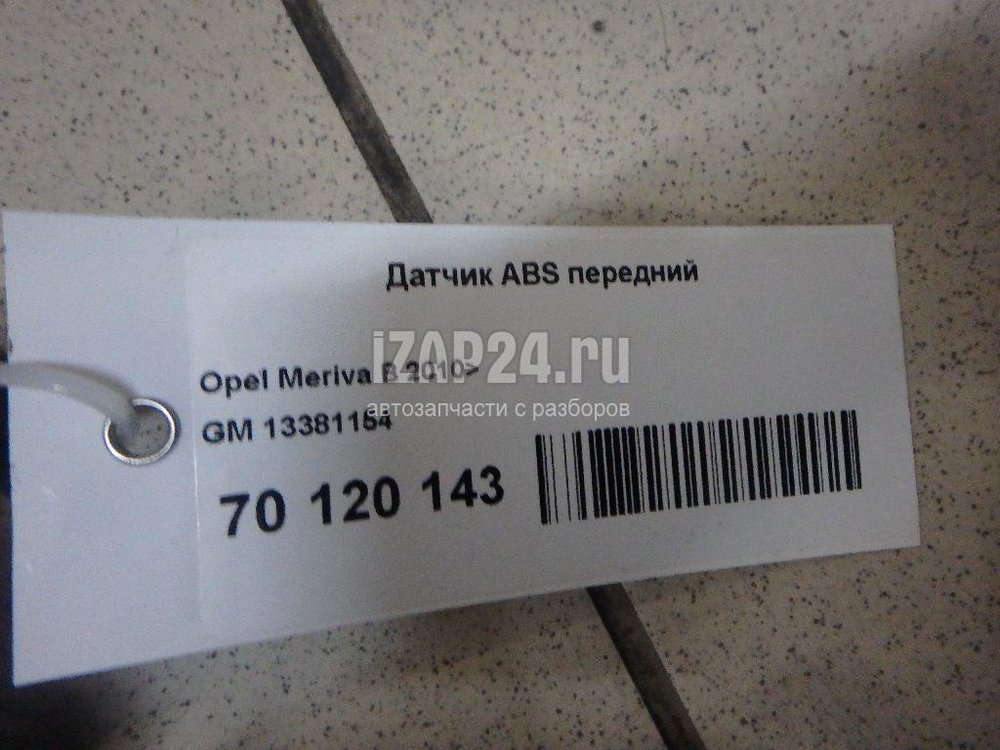 Датчик ABS передний
iZAP24.ru
Opel Meriva B 2010>
автозапчасти с разборов
GM 13381154
70 120 143